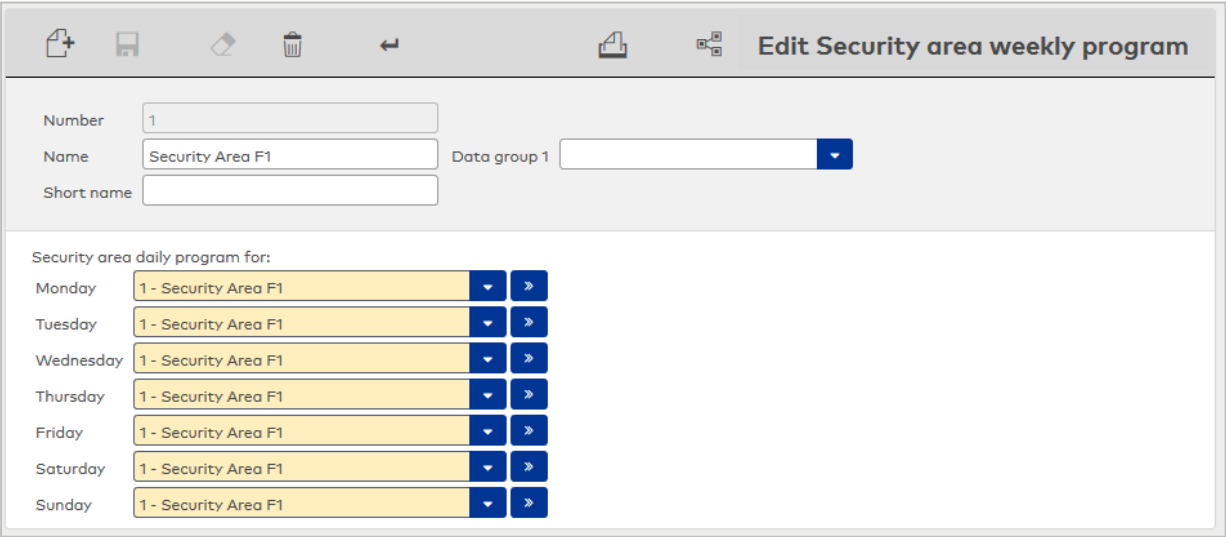 Edit Security area weekly program
Number 1
Name Security Area F1 Data group 1
Short name
Security area daily program for:
Monday 1 - Security Area F1
Tuesday 1 - Security Area F1
Wednesday 1 - Security Area F1
Thursday 1 - Security Area F1
Friday 1 - Security Area F1
Saturday 1 - Security Area F1
Sunday 1 - Security Area F1